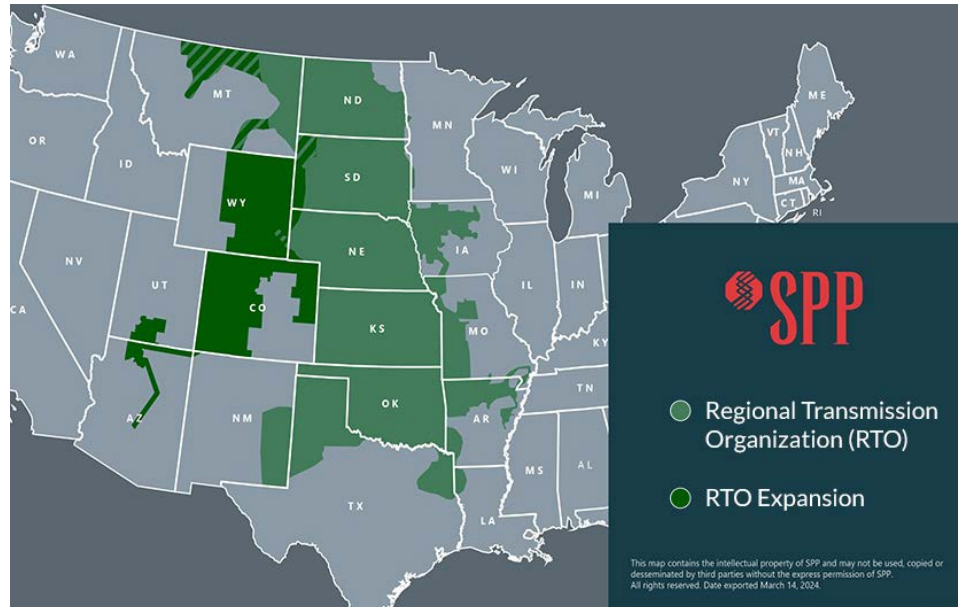 WA
MT
ND
MN
ME
OR
ID
WY
SD
WI
MI
VT
NH
NY
MA
CT
RI
NV
UT
CO
NE
IA
IL
IN
CA
KS
MO
KY
AZ
NM
OK
AR
TN
TX
LA
MS
AL
SPP
Regional Transmission
Organization (RTO)
RTO Expansion
This map contains the intellectual property of SPP and may not be used, copied or
desseminated by third parties without the express permission of SPP.
All rights reserved. Date exported March 14, 2024.